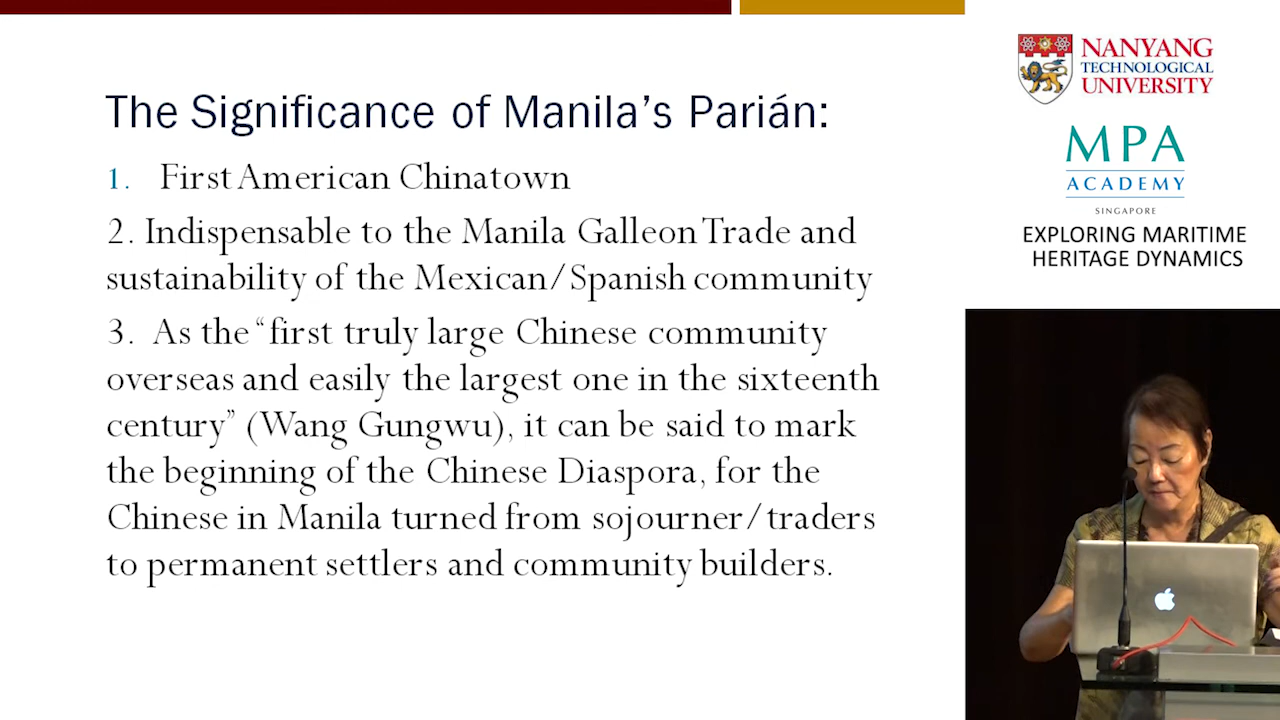 The Significance of Manila's Parián:
1. First American Chinatown
2. Indispensable to the Manila Galleon Trade and
sustainability of the Mexican/Spanish community
3. As the “first truly large Chinese community
overseas and easily the largest one in the sixteenth
century” (Wang Gungwu), it can be said to mark
the beginning of the Chinese Diaspora, for the
Chinese in Manila turned from sojourner/traders
to permanent settlers and community builders.
NANYANG
TECHNOLOGICAL
UNIVERSITY
MPA
ACADEMY
SINGAPORE
EXPLORING MARITIME
HERITAGE DYNAMICS